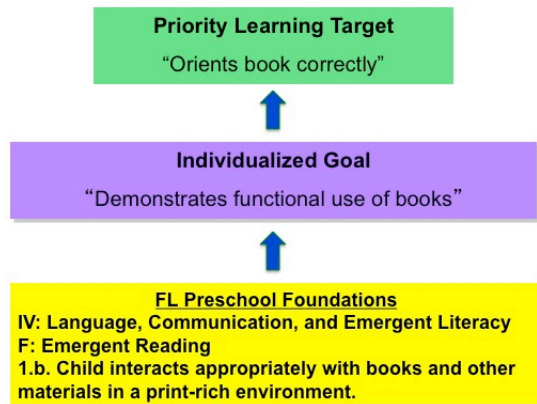 Priority Learning Target
“Orients book correctly”
Individualized Goal
“Demonstrates functional use of books”
FL Preschool Foundations
IV: Language, Communication, and Emergent Literacy
F: Emergent Reading
1.b. Child interacts appropriately with books and other
materials in a print-rich environment.